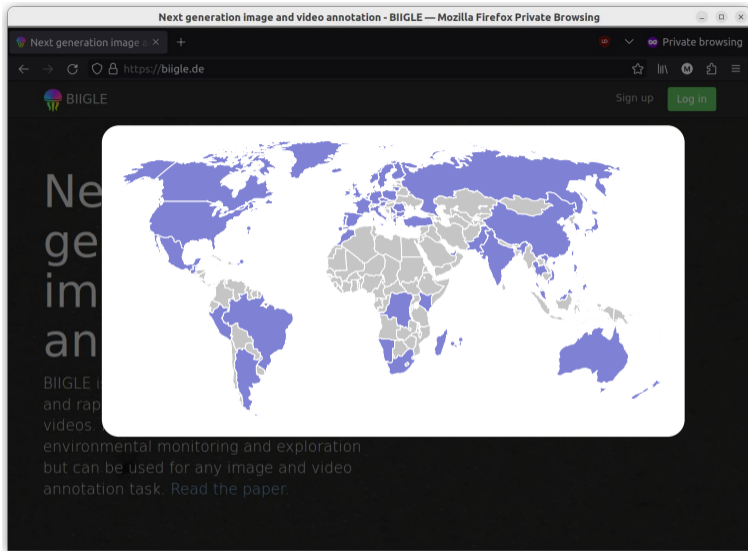 Next generation image and video annotation - BIIGLE — Mozilla Firefox Private Browsing
Next generation image a
Private browsing
https://biigle.de
BIIGLE
Sign up
Log in
Ne
ge
im
an
BIIGLE i
and rap
videos.
environmental monitoring and exploration
but can be used for any image and video
annotation task. Read the paper.